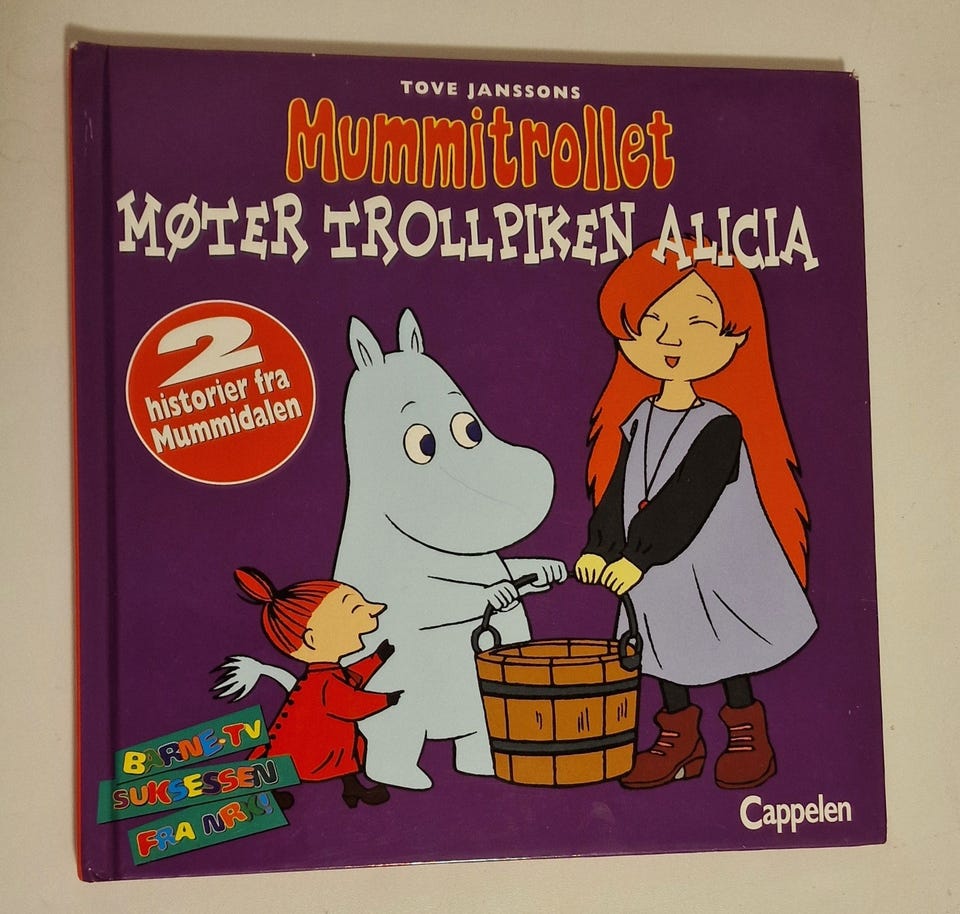 TOVE JANSSONS
Mummitrollet
MØTER TROLLPIKEN ALICIA
2
historier fra
Mummidalen
BARNE-TV
SUKSESSEN
FRA NRK!
Cappelen